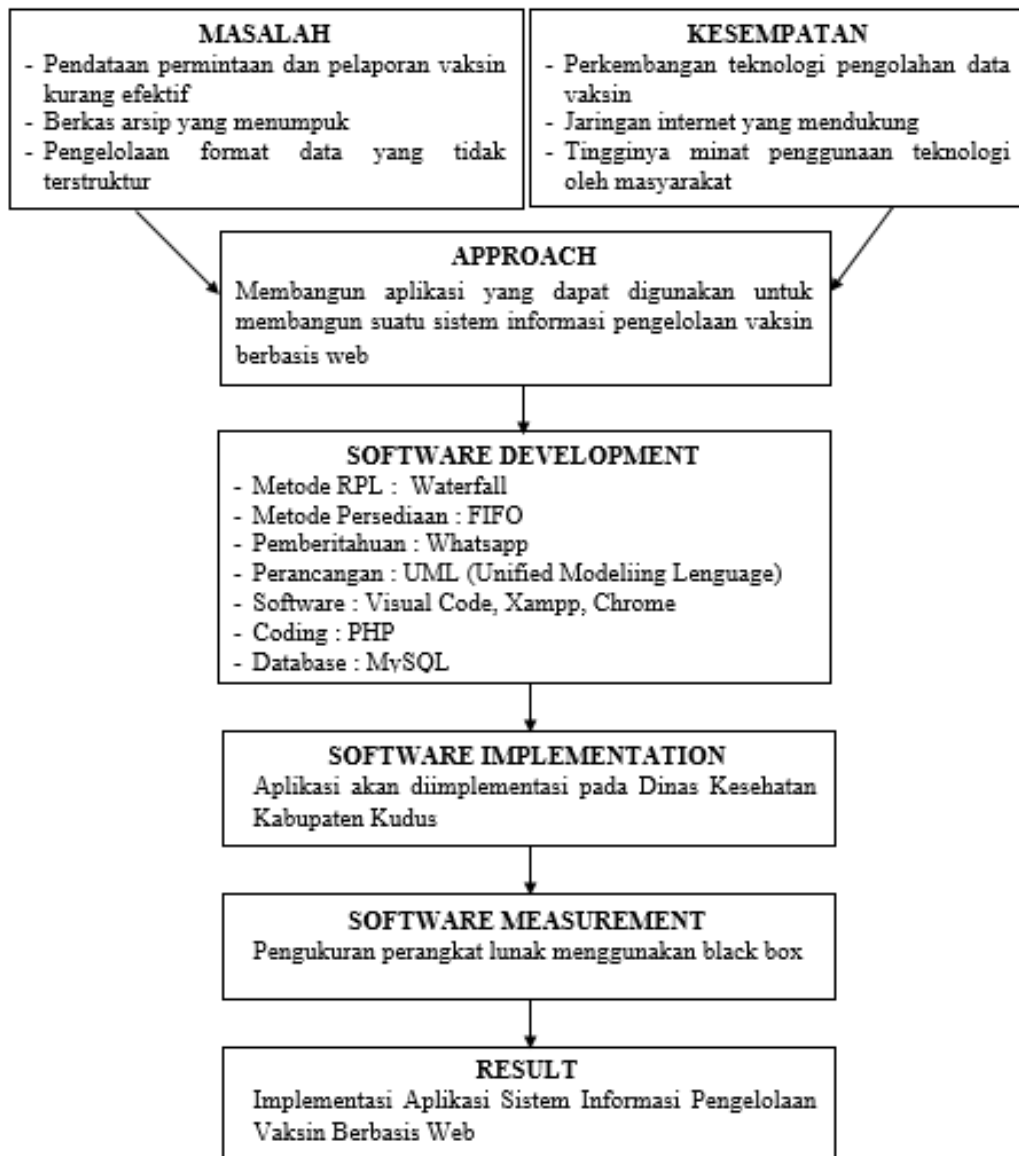 MASALAH
- Pendataan permintaan dan pelaporan vaksin
kurang efektif
- Berkas arsip yang menumpuk
- Pengelolaan format data yang tidak
terstruktur
KESEMPATAN
- Perkembangan teknologi pengolahan data
vaksin
- Jaringan internet yang mendukung
- Tingginya minat penggunaan teknologi
oleh masyarakat
APPROACH
Membangun aplikasi yang dapat digunakan untuk
membangun suatu sistem informasi pengelolaan vaksin
berbasis web
SOFTWARE DEVELOPMENT
- Metode RPL : Waterfall
- Metode Persediaan : FIFO
- Pemberitahuan : Whatsapp
- Perancangan : UML (Unified Modeliing Lenguage)
- Software : Visual Code, Xampp, Chrome
- Coding : PHP
- Database : MySQL
SOFTWARE IMPLEMENTATION
Aplikasi akan diimplementasi pada Dinas Kesehatan
Kabupaten Kudus
SOFTWARE MEASUREMENT
Pengukuran perangkat lunak menggunakan black box
RESULT
Implementasi Aplikasi Sistem Informasi Pengelolaan
Vaksin Berbasis Web